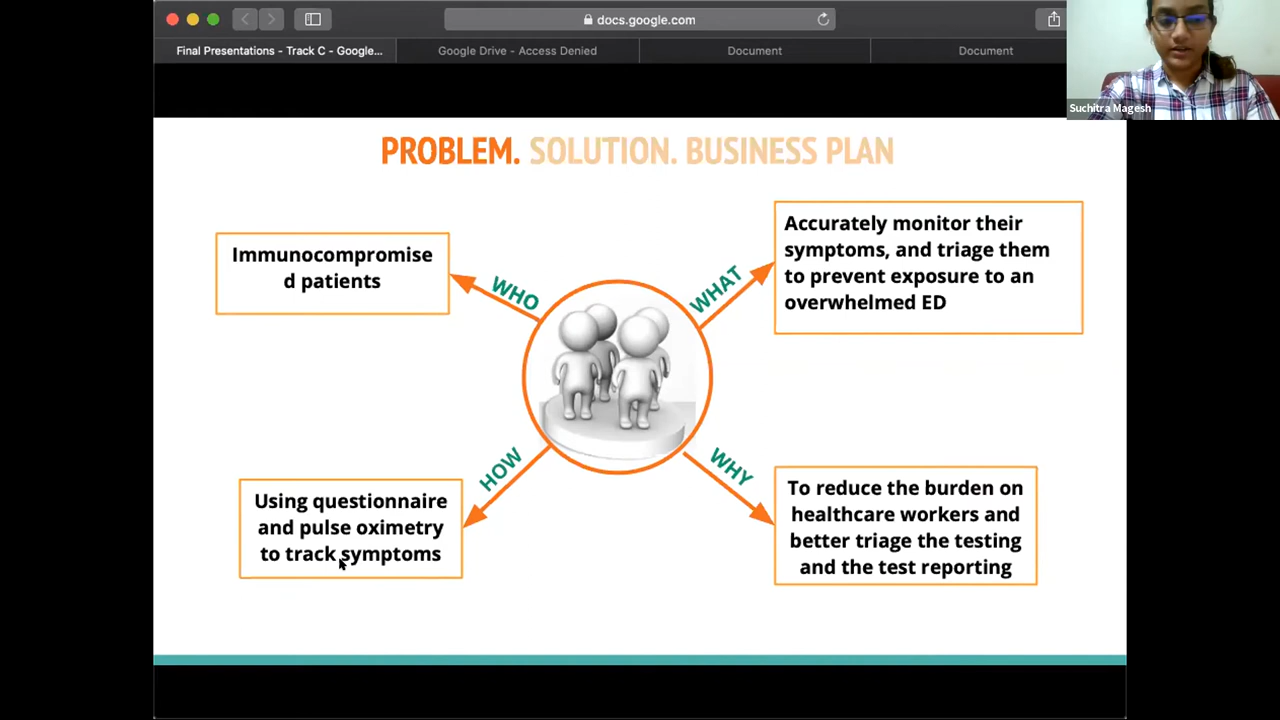 docs.google.com
Final Presentations - Track C - Google...
Google Drive - Access Denied
Document
Document
Suchitra Magesh
PROBLEM. SOLUTION. BUSINESS PLAN
Immunocompromise
d patients
WHO
WHAT
Accurately monitor their
symptoms, and triage them
to prevent exposure to an
overwhelmed ED
HOW
Using questionnaire
and pulse oximetry
to track symptoms
WHY
To reduce the burden on
healthcare workers and
better triage the testing
and the test reporting